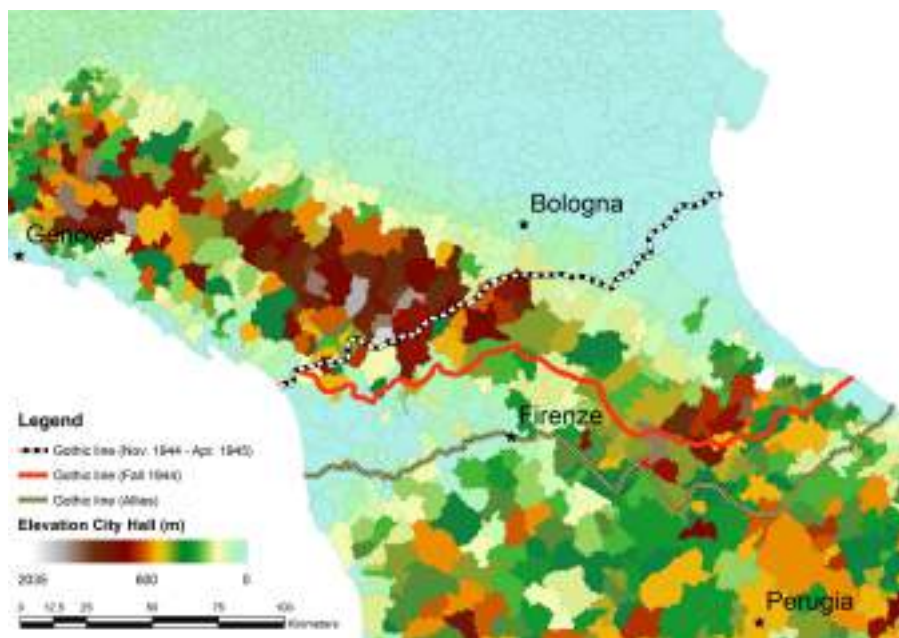 Bologna
Genova
Firenze
Legend
Gothic line (Nov. 1944 - Apr. 1945)
Gothic line (Fall 1944)
Gothic line (Allies)
Elevation City Hall (m)
2035 600 0
0 12,5 25 50 75 100
Kilometers
Perugia